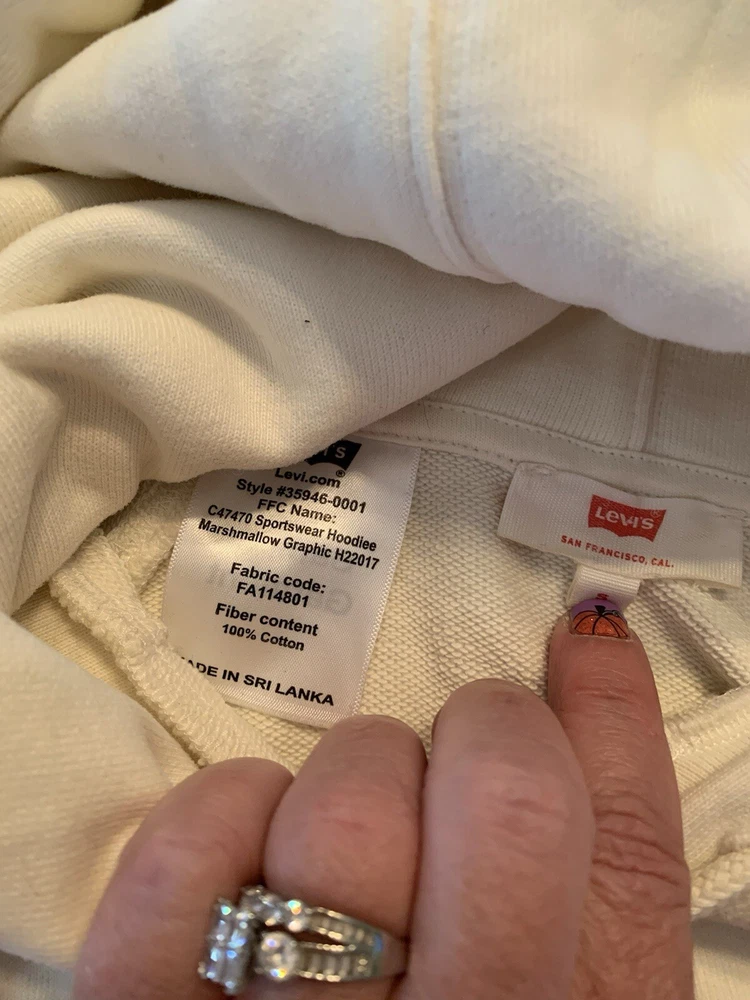 Levi.com
Style #35946-0001
FFC Name:
C47470 Sportswear Hoodiee
Marshmallow Graphic H22017
Fabric code:
FA114801
Fiber content
100% Cotton
MADE IN SRI LANKA
Levi's
SAN FRANCISCO, CAL.
S